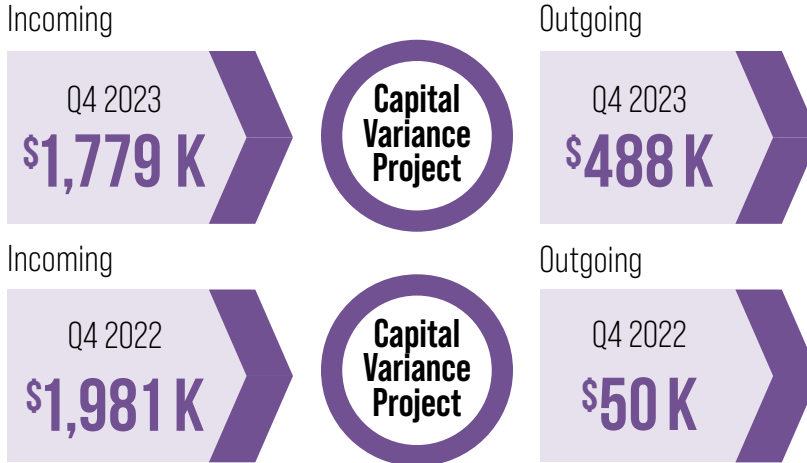 Incoming
Outgoing
Q4 2023
$1,779 K
Capital
Variance
Project
Q4 2023
$488 K
Incoming
Outgoing
Q4 2022
$1,981 K
Capital
Variance
Project
Q4 2022
$50 K